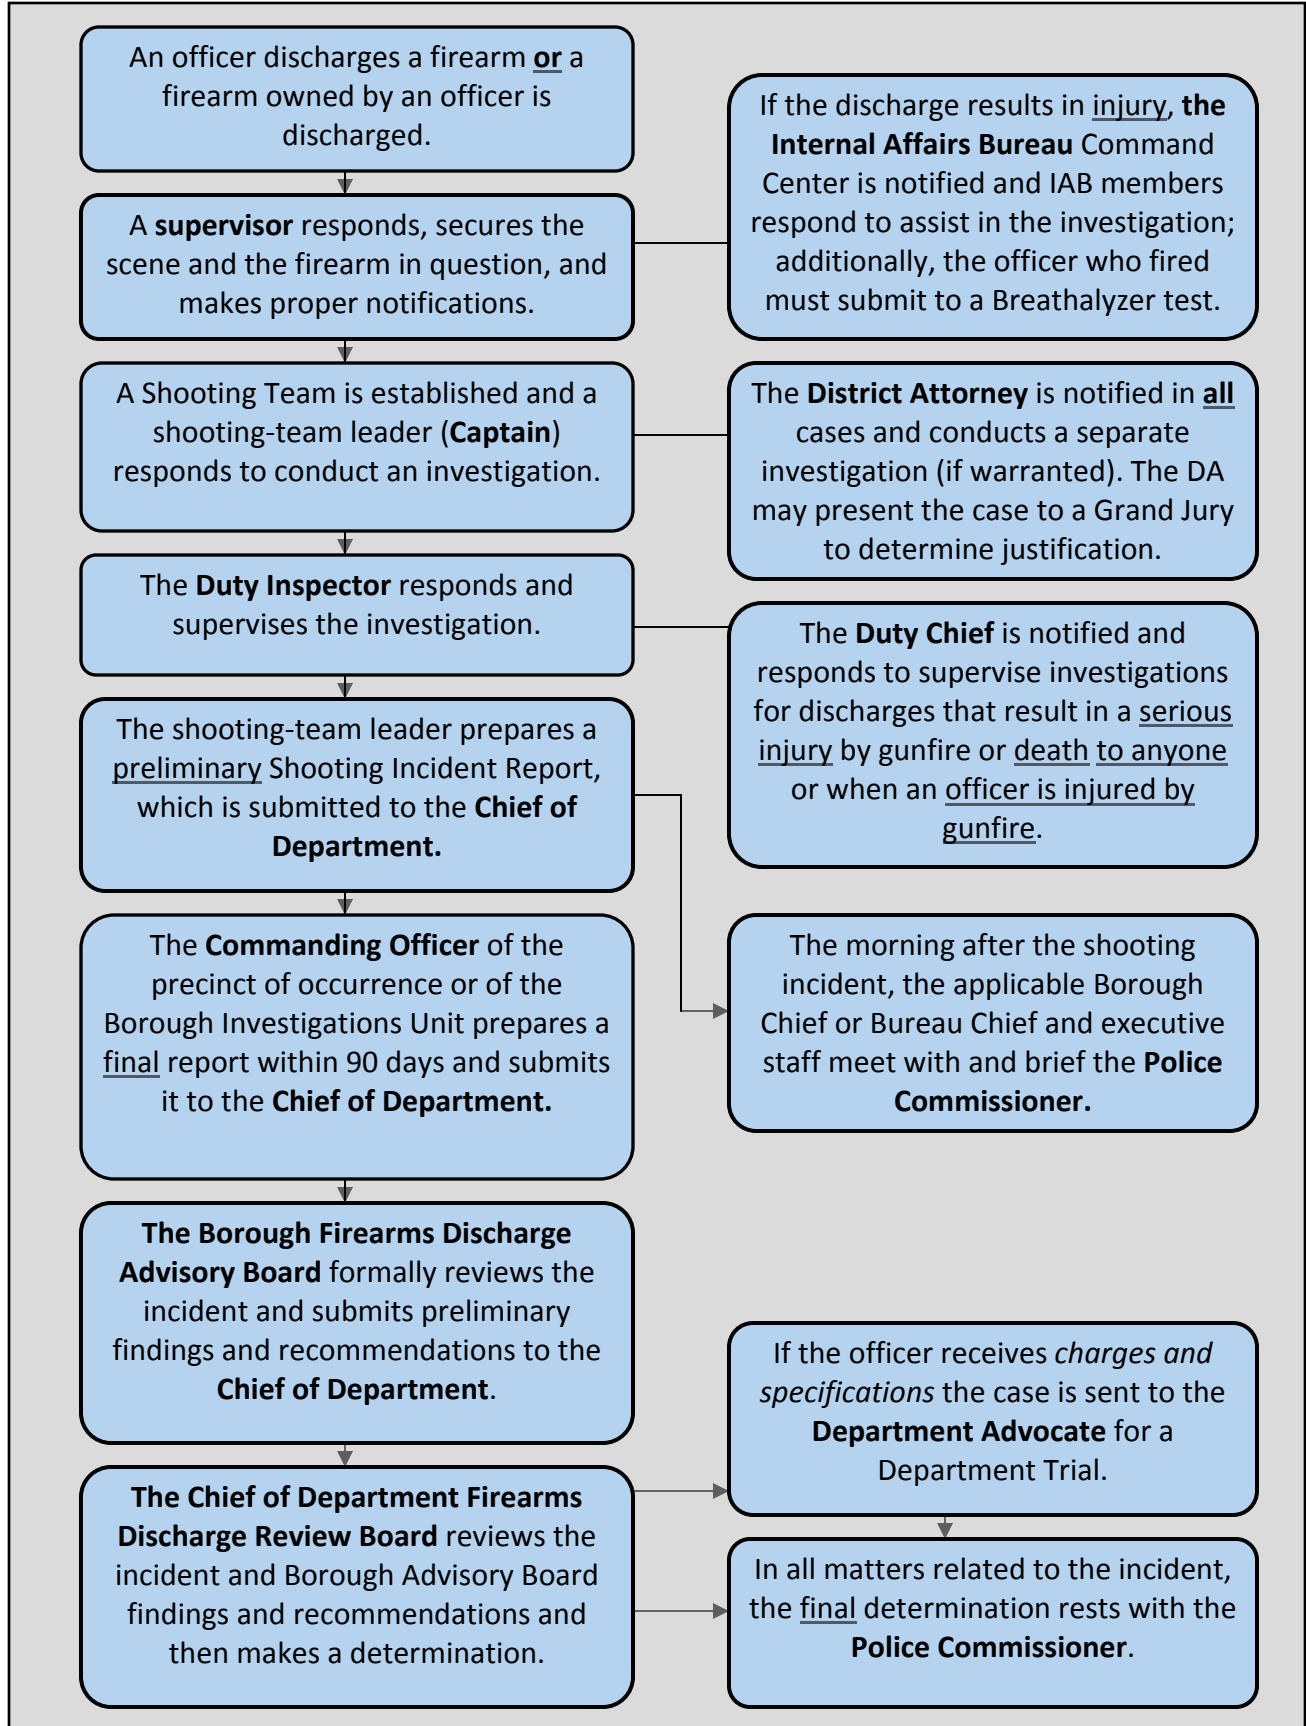 An officer discharges a firearm or a
firearm owned by an officer is
discharged.
If the discharge results in injury, the
Internal Affairs Bureau Command
Center is notified and IAB members
respond to assist in the investigation;
additionally, the officer who fired
must submit to a Breathalyzer test.
A supervisor responds, secures the
scene and the firearm in question, and
makes proper notifications.
A Shooting Team is established and a
shooting-team leader (Captain)
responds to conduct an investigation.
The District Attorney is notified in all
cases and conducts a separate
investigation (if warranted). The DA
may present the case to a Grand Jury
to determine justification.
The Duty Inspector responds and
supervises the investigation.
The Duty Chief is notified and
responds to supervise investigations
for discharges that result in a serious
injury by gunfire or death to anyone
or when an officer is injured by
gunfire.
The shooting-team leader prepares a
preliminary Shooting Incident Report,
which is submitted to the Chief of
Department.
The Commanding Officer of the
precinct of occurrence or of the
Borough Investigations Unit prepares a
final report within 90 days and submits
it to the Chief of Department.
The morning after the shooting
incident, the applicable Borough
Chief or Bureau Chief and executive
staff meet with and brief the Police
Commissioner.
The Borough Firearms Discharge
Advisory Board formally reviews the
incident and submits preliminary
findings and recommendations to the
Chief of Department.
If the officer receives charges and
specifications the case is sent to the
Department Advocate for a
Department Trial.
The Chief of Department Firearms
Discharge Review Board reviews the
incident and Borough Advisory Board
findings and recommendations and
then makes a determination.
In all matters related to the incident,
the final determination rests with the
Police Commissioner.